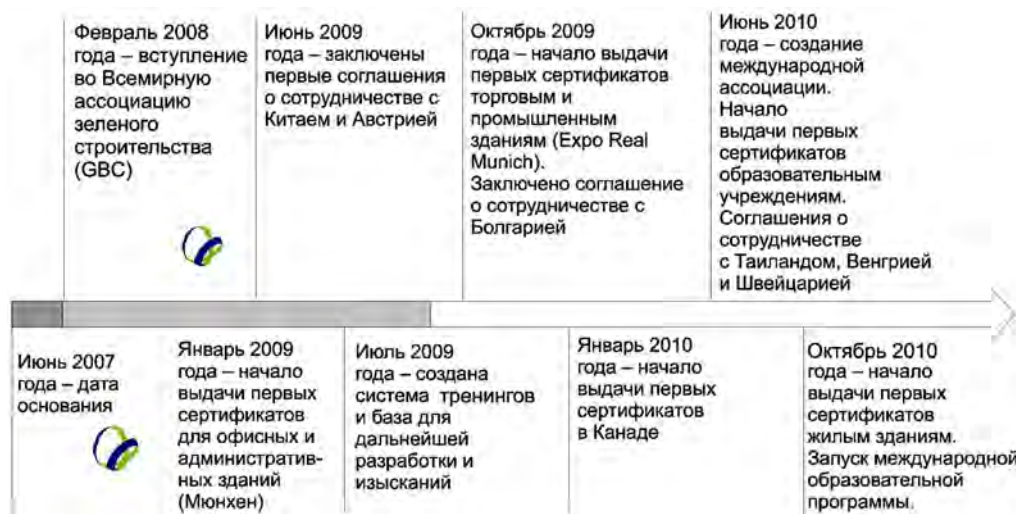 Февраль 2008
года – вступление
во Всемирную
ассоциацию
зеленого
строительства
(GBC)
Июнь 2009
года – заключены
первые соглашения
о сотрудничестве с
Китаем и Австрией
Октябрь 2009
года – начало выдачи
первых сертификатов
торговым и
промышленным
зданиям (Expo Real
Munich).
Заключено соглашение
о сотрудничестве с
Болгарией
Июнь 2010
года – создание
международной
ассоциации.
Начало
выдачи первых
сертификатов
образовательным
учреждениям.
Соглашения о
сотрудничестве
с Таиландом, Венгрией
и Швейцарией
Июнь 2007
года – дата
основания
Январь 2009
года – начало
выдачи первых
сертификатов
для офисных и
административ-
ных зданий
(Мюнхен)
Июль 2009
года – создана
система тренингов
и база для
дальнейшей
разработки и
изысканий
Январь 2010
года – начало
выдачи первых
сертификатов
в Канаде
Октябрь 2010
года – начало
выдачи первых
сертификатов
жилым зданиям.
Запуск международной
образовательной
программы.